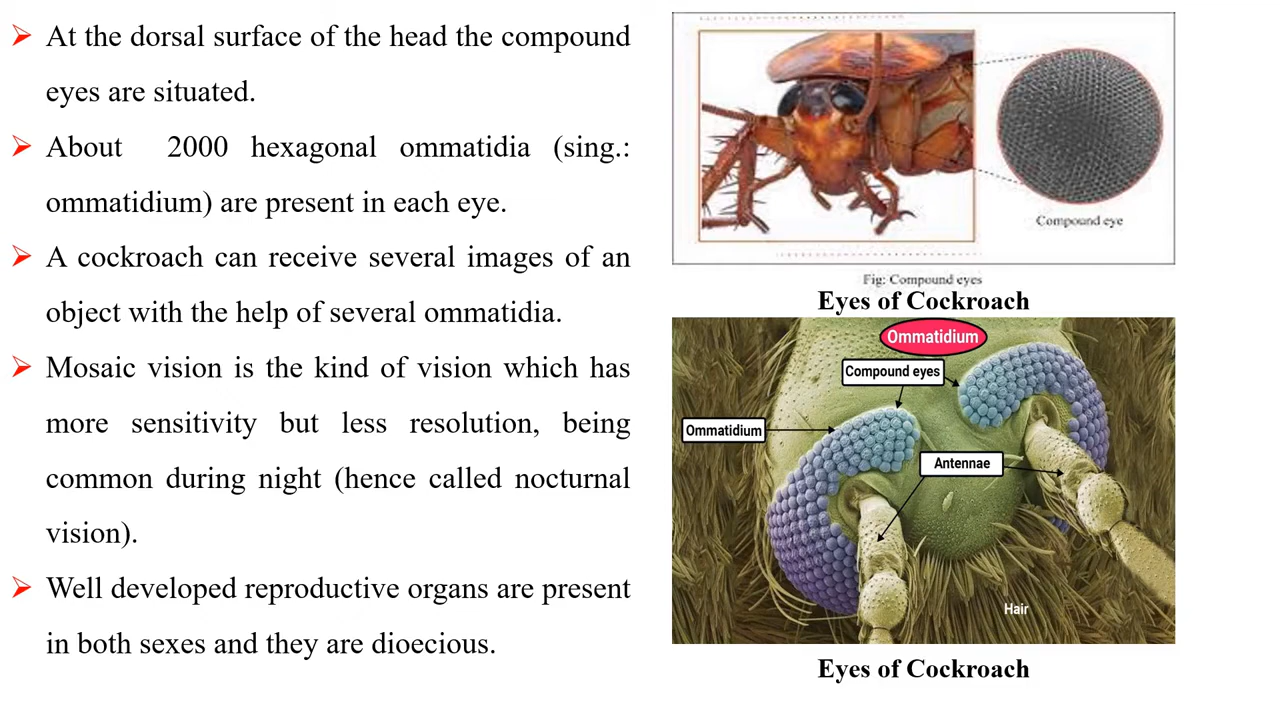 At the dorsal surface of the head the compound
eyes are situated.
About 2000 hexagonal ommatidia (sing.:
ommatidium) are present in each eye.
A cockroach can receive several images of an
object with the help of several ommatidia.
Mosaic vision is the kind of vision which has
more sensitivity but less resolution, being
common during night (hence called nocturnal
vision).
Well developed reproductive organs are present
in both sexes and they are dioecious.
Compound eye
Fig: Compound eyes
Eyes of Cockroach
Ommatidium
Compound eyes
Ommatidium
Antennae
Hair
Eyes of Cockroach